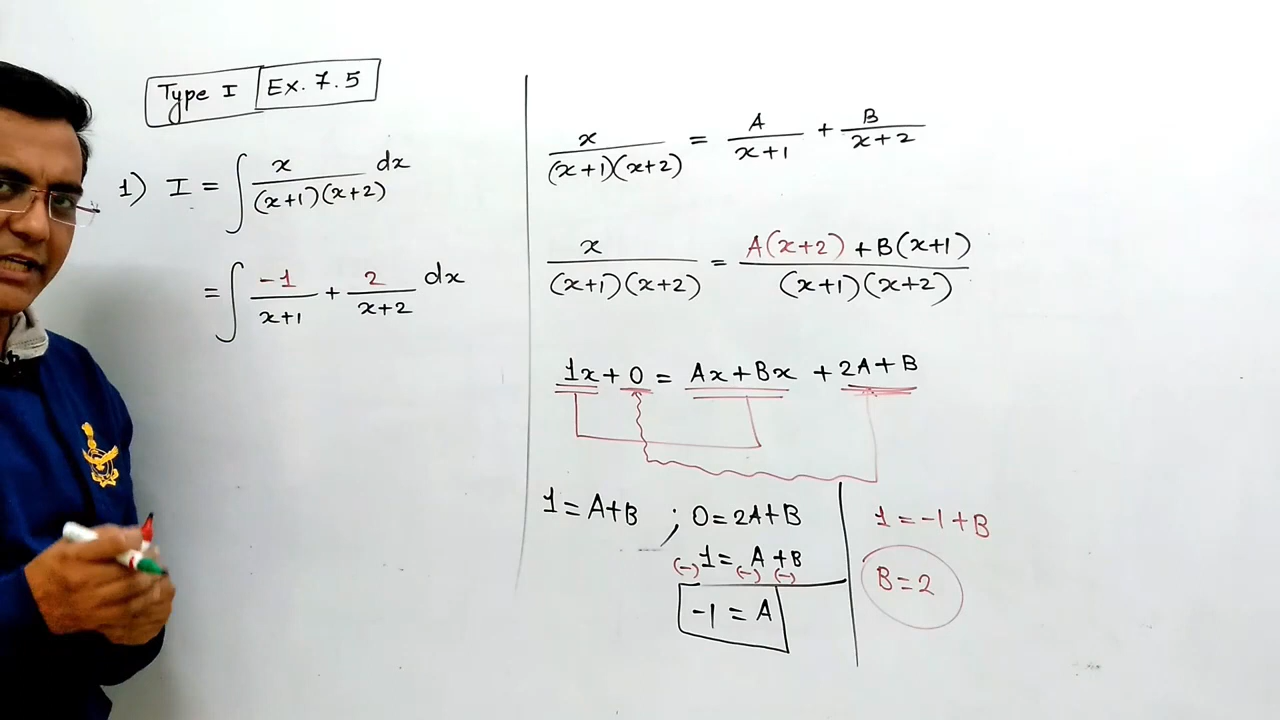 Type I Ex. 7.5
1) I = ∫ x/((x+1)(x+2)) dx
= ∫ -1/(x+1) + 2/(x+2) dx
x/((x+1)(x+2)) = A/(x+1) + B/(x+2)
x/((x+1)(x+2)) = (A(x+2) + B(x+1))/((x+1)(x+2))
1x + 0 = Ax + Bx + 2A + B
1 = A+B ; 0 = 2A+B
(-) 1 = (-) A (-) + B
-1 = A
1 = -1 + B
B = 2